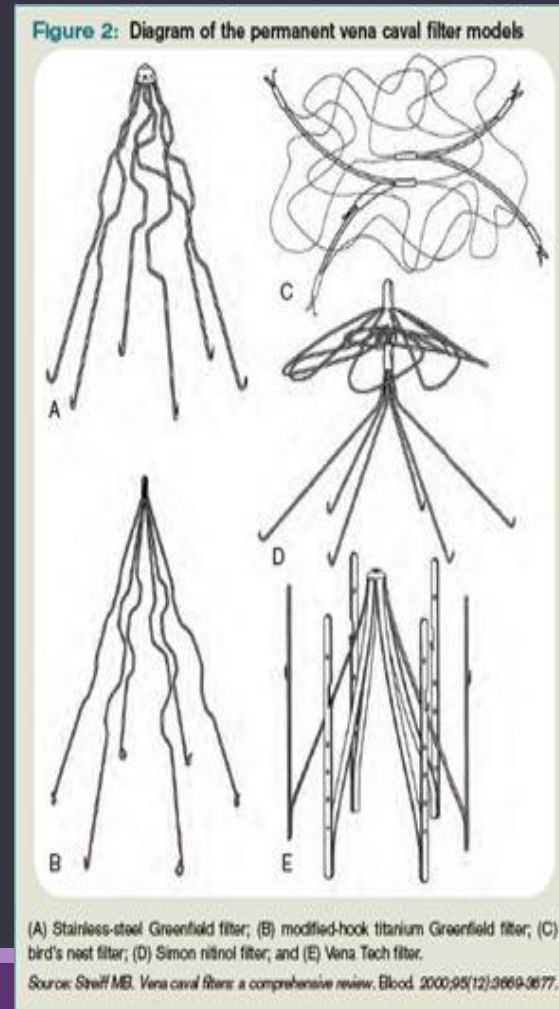 Figure 2: Diagram of the permanent vena caval filter models
A
C
D
B
E
(A) Stainless-steel Greenfield filter; (B) modified-hook titanium Greenfield filter; (C)
bird's nest filter; (D) Simon nitinol filter; and (E) Vena Tech filter.
Source: Streiff MB. Vena caval filters: a comprehensive review. Blood. 2000;95(12):3669-3677.